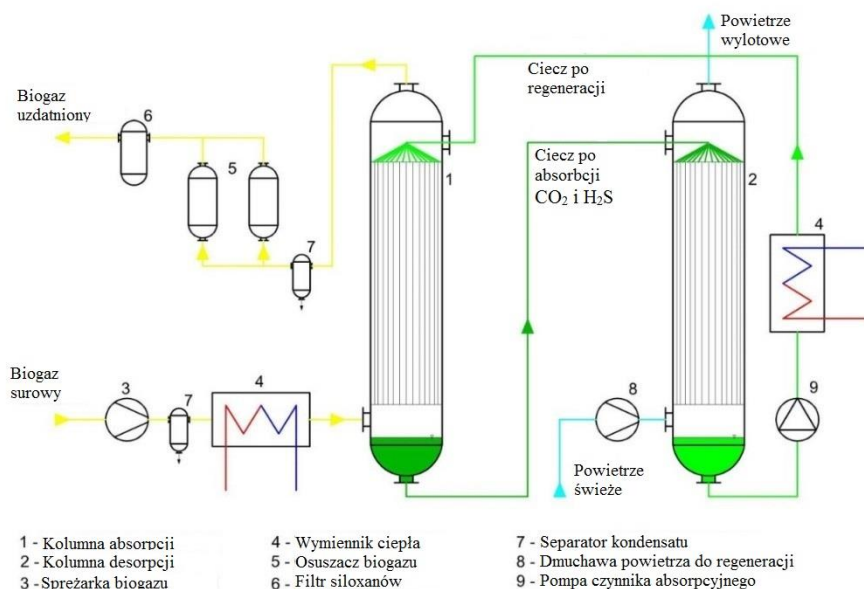 Powietrze
wylotowe
Ciecz po
regeneracji
Biogaz
uzdatniony
6
5
7
1
Ciecz po
absorbcji
CO₂ i H₂S
2
4
Biogaz
surowy
3
7
4
8
9
Powietrze
świeże
1 - Kolumna absorpcji
2 - Kolumna desorpcji
3 - Sprężarka biogazu
4 - Wymiennik ciepła
5 - Osuszacz biogazu
6 - Filtr siloxanów
7 - Separator kondensatu
8 - Dmuchawa powietrza do regeneracji
9 - Pompa czynnika absorpcyjnego